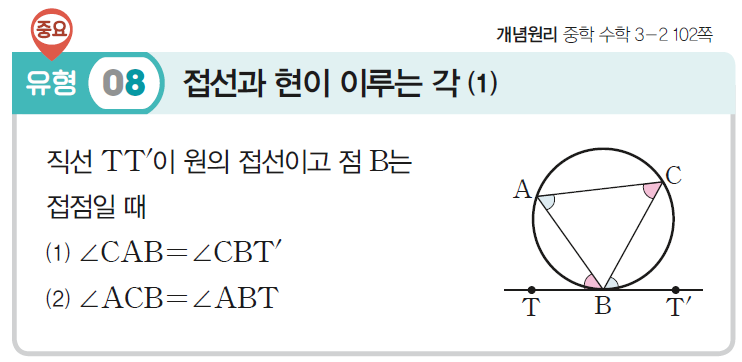 중요
개념원리 중학 수학 3-2 102쪽
유형 08 접선과 현이 이루는 각 (1)
직선 TT′이 원의 접선이고 점 B는
접점일 때
(1) ∠CAB=∠CBT′
(2) ∠ACB=∠ABT
A
C
T
B
T′